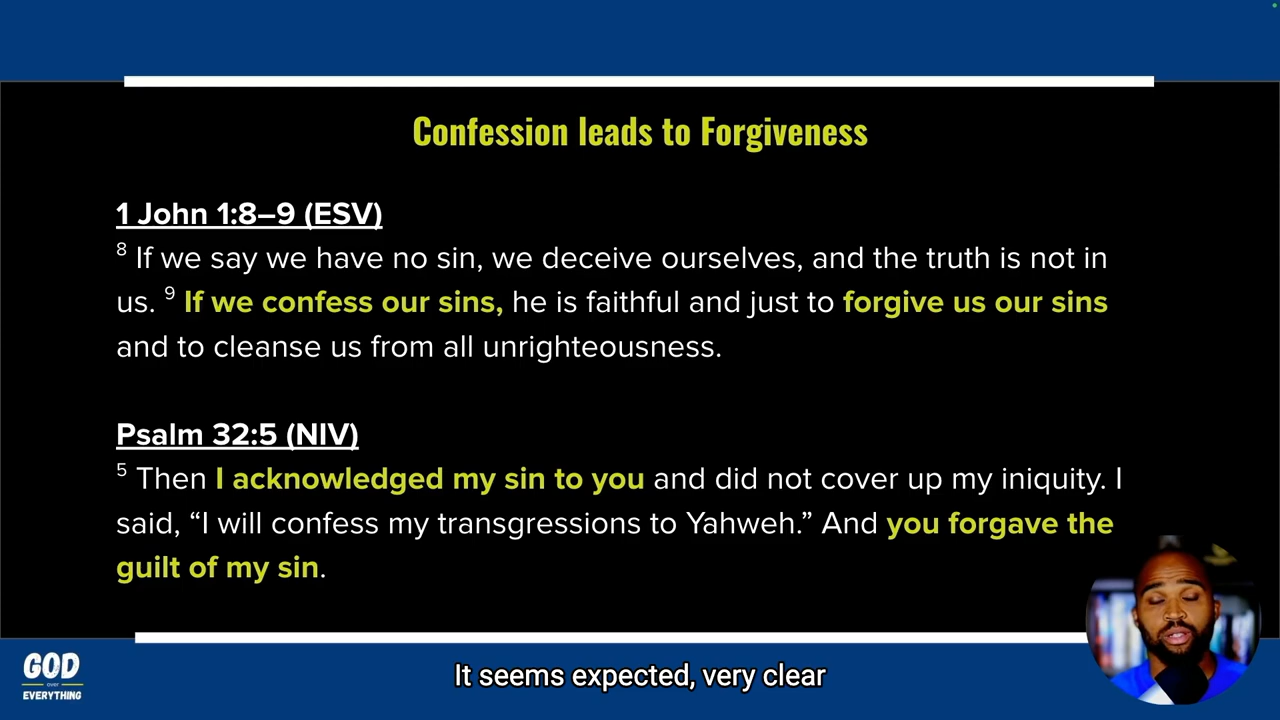 Confession leads to Forgiveness
1 John 1:8–9 (ESV)
8 If we say we have no sin, we deceive ourselves, and the truth is not in
us. 9 If we confess our sins, he is faithful and just to forgive us our sins
and to cleanse us from all unrighteousness.
Psalm 32:5 (NIV)
5 Then I acknowledged my sin to you and did not cover up my iniquity. I
said, “I will confess my transgressions to Yahweh.” And you forgave the
guilt of my sin.
GOD
OVER
EVERYTHING
It seems expected, very clear